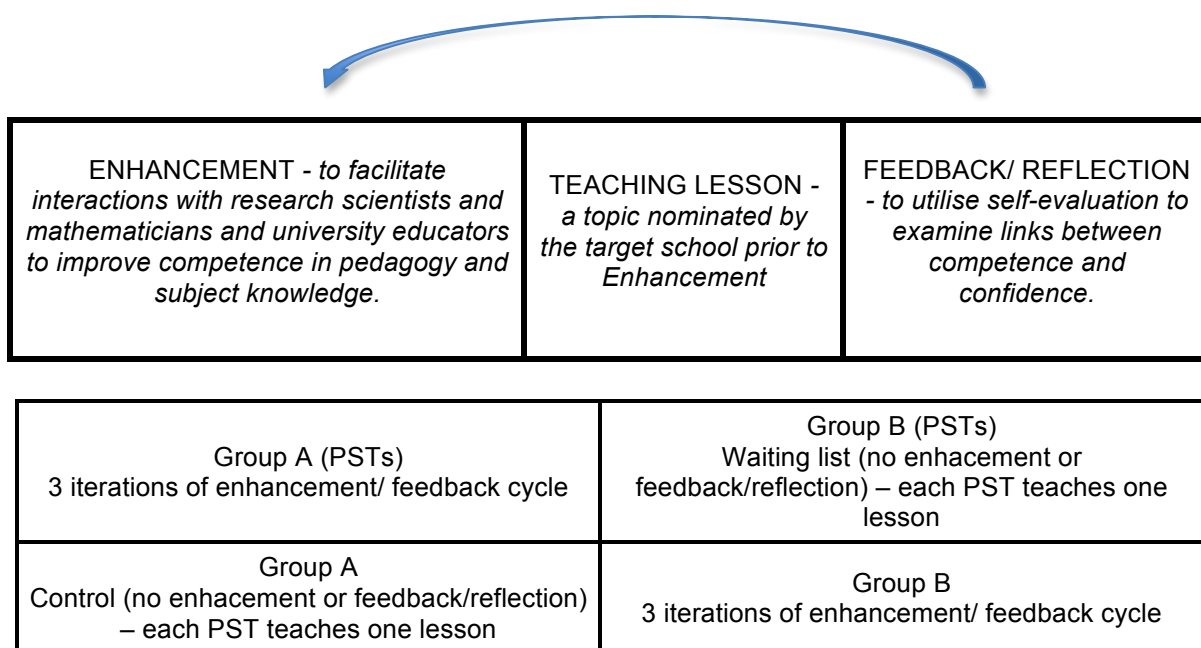 ENHANCEMENT - to facilitate
interactions with research scientists and
mathematicians and university educators
to improve competence in pedagogy and
subject knowledge.
TEACHING LESSON -
a topic nominated by
the target school prior to
Enhancement
FEEDBACK/ REFLECTION
- to utilise self-evaluation to
examine links between
competence and
confidence.
Group A (PSTs)
3 iterations of enhancement/ feedback cycle
Group B (PSTs)
Waiting list (no enhacement or
feedback/reflection) – each PST teaches one
lesson
Group A
Control (no enhacement or feedback/reflection)
– each PST teaches one lesson
Group B
3 iterations of enhancement/ feedback cycle